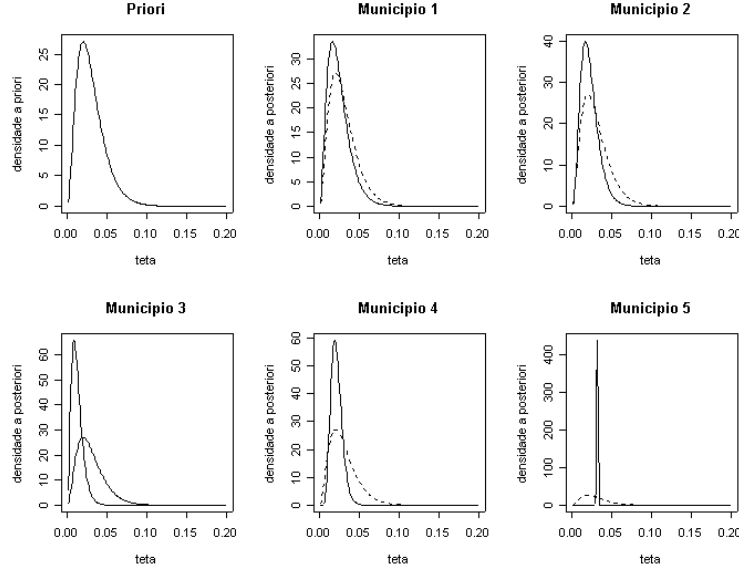 Priori
densidade a priori
25
20
15
10
5
0
0.00 0.05 0.10 0.15 0.20
teta
Municipio 1
densidade a posteriori
30
25
20
15
10
5
0
0.00 0.05 0.10 0.15 0.20
teta
Municipio 2
densidade a posteriori
40
30
20
10
0
0.00 0.05 0.10 0.15 0.20
teta
Municipio 3
densidade a posteriori
60
50
40
30
20
10
0
0.00 0.05 0.10 0.15 0.20
teta
Municipio 4
densidade a posteriori
60
50
40
30
20
10
0
0.00 0.05 0.10 0.15 0.20
teta
Municipio 5
densidade a posteriori
400
300
200
100
0
0.00 0.05 0.10 0.15 0.20
teta